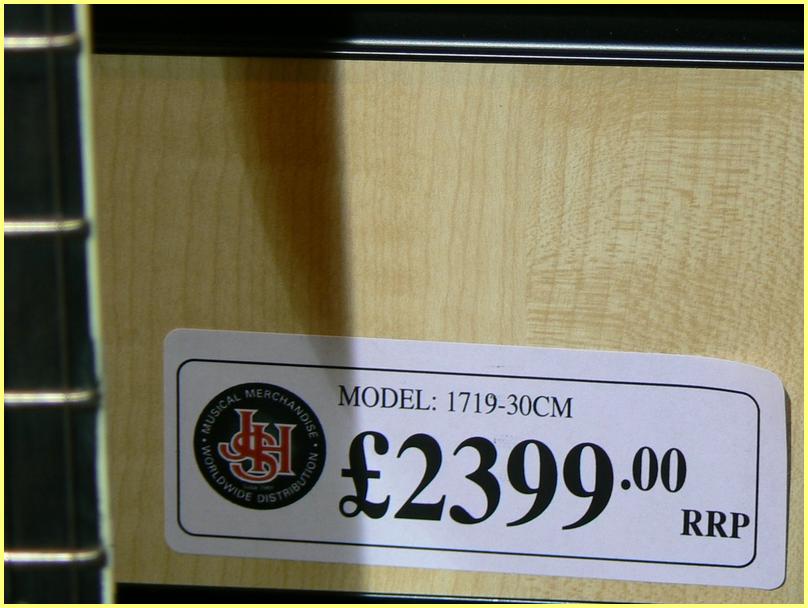 MUSICAL MERCHANDISE
JHS
WORLDWIDE DISTRIBUTION
MODEL: 1719-30CM
£2399.00
RRP